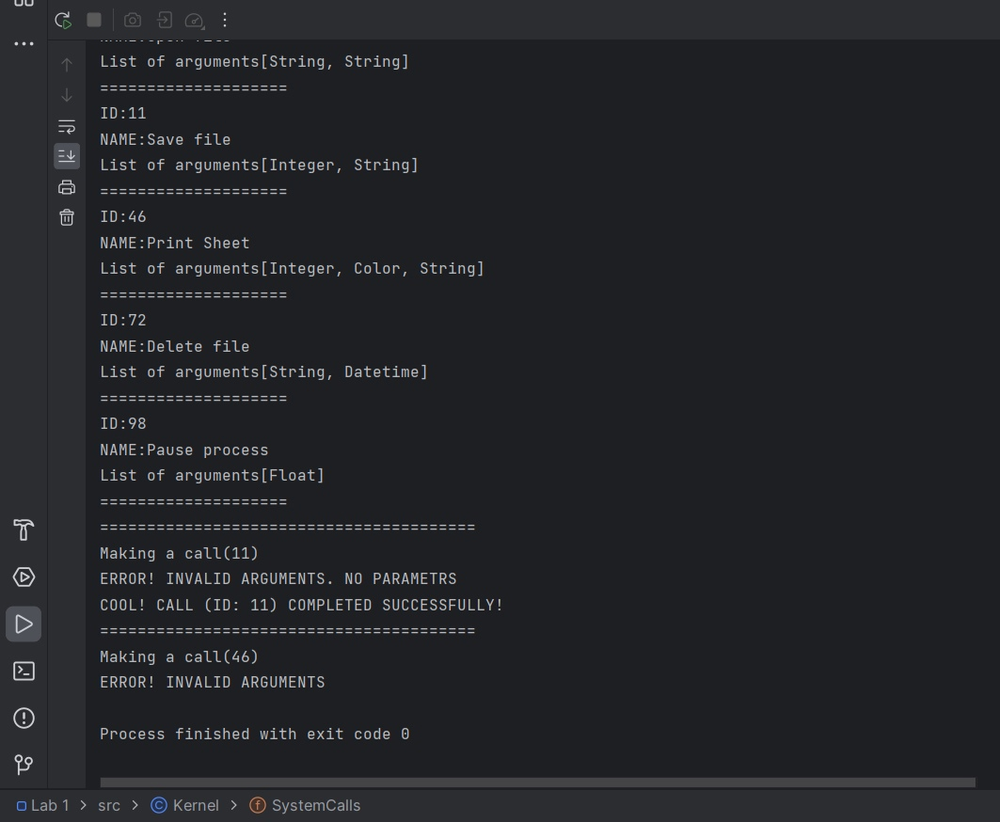 List of arguments[String, String]
====================
ID:11
NAME:Save file
List of arguments[Integer, String]
====================
ID:46
NAME:Print Sheet
List of arguments[Integer, Color, String]
====================
ID:72
NAME:Delete file
List of arguments[String, Datetime]
====================
ID:98
NAME:Pause process
List of arguments[Float]
====================
========================================
Making a call(11)
ERROR! INVALID ARGUMENTS. NO PARAMETRS
COOL! CALL (ID: 11) COMPLETED SUCCESSFULLY!
========================================
Making a call(46)
ERROR! INVALID ARGUMENTS
Process finished with exit code 0
Lab 1 > src > C Kernel > f SystemCalls